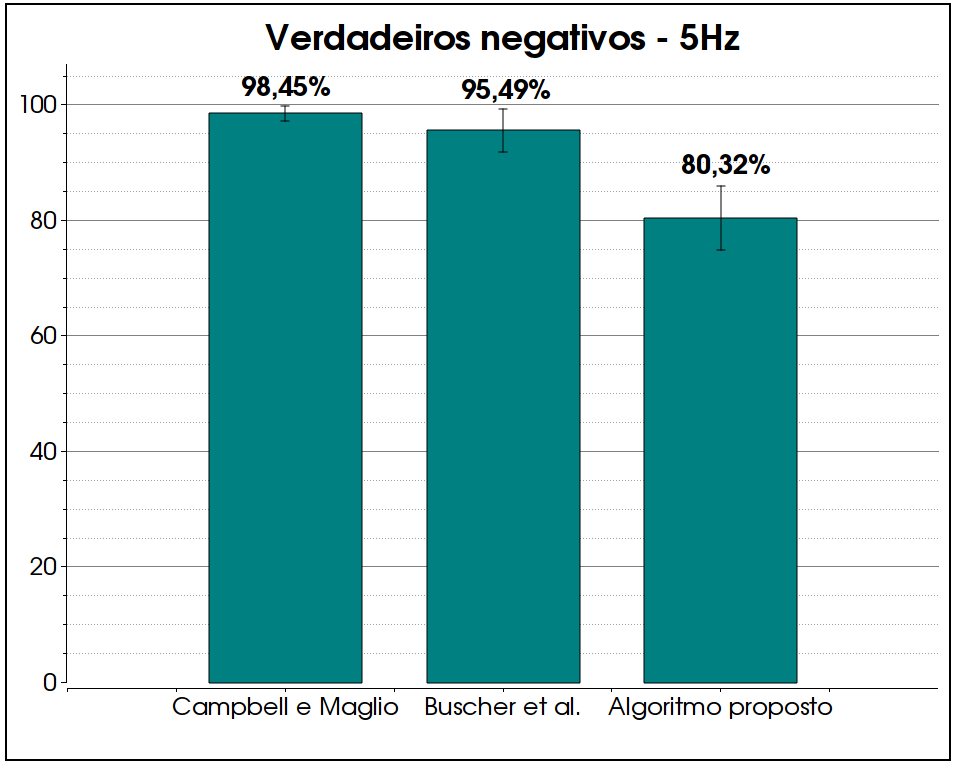 Verdadeiros negativos - 5Hz
98,45%
95,49%
80,32%
100
80
60
40
20
0
Campbell e Maglio
Buscher et al.
Algoritmo proposto